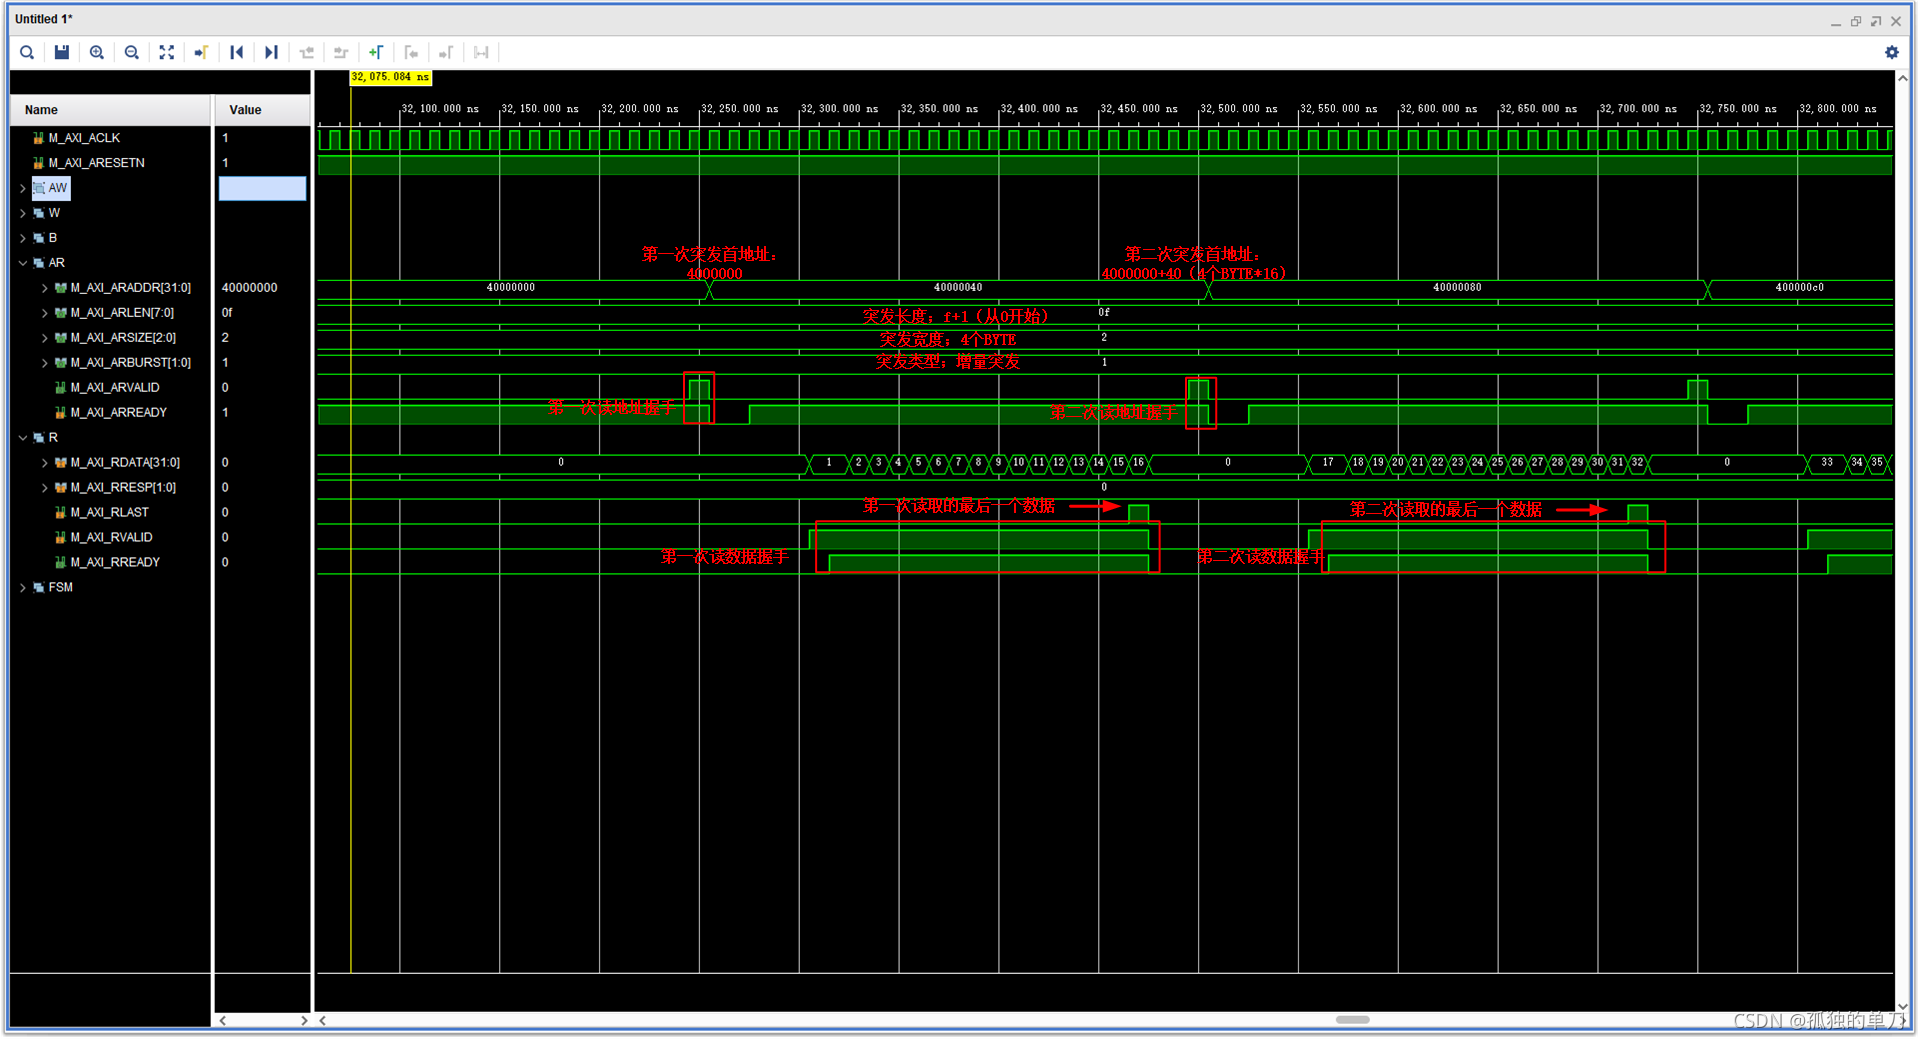 Untitled 1*
32,075.084 ns
Name
Value
32,100.000 ns 32,150.000 ns 32,200.000 ns 32,250.000 ns 32,300.000 ns 32,350.000 ns 32,400.000 ns 32,450.000 ns 32,500.000 ns 32,550.000 ns 32,600.000 ns 32,650.000 ns 32,700.000 ns 32,750.000 ns 32,800.000 ns
M_AXI_ACLK 1
M_AXI_ARESETN 1
AW
W
B
第一次突发首地址: 第二次突发首地址:
AR
4000000 4000000+40（4个BYTE*16）
M_AXI_ARADDR[31:0] 40000000 40000000 40000040 40000080 400000c0
M_AXI_ARLEN[7:0] 0f 突发长度;f+1（从0开始） 0f
M_AXI_ARSIZE[2:0] 2 突发宽度;4个BYTE 2
M_AXI_ARBURST[1:0] 1 突发类型;增量突发 1
M_AXI_ARVALID 0
M_AXI_ARREADY 1 第一次读地址握手 第二次读地址握手
R
M_AXI_RDATA[31:0] 0 0 1 2 3 4 5 6 7 8 9 10 11 12 13 14 15 16 0 17 18 19 20 21 22 23 24 25 26 27 28 29 30 31 32 0 33 34 35
M_AXI_RRESP[1:0] 0 0
M_AXI_RLAST 0 第一次读取的最后一个数据 第二次读取的最后一个数据
M_AXI_RVALID 0
M_AXI_RREADY 0 第一次读数据握手 第二次读数据握手
FSM
CSDN @孤独的单刀